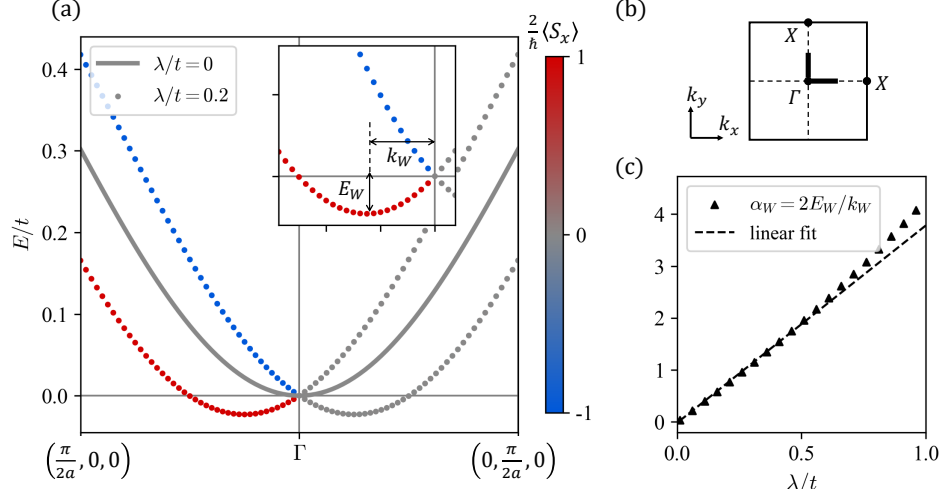 (a)
λ/t = 0
λ/t = 0.2
E/t
0.4
0.3
0.2
0.1
0.0
(π/2a, 0, 0)
Γ
(0, π/2a, 0)
k_W
E_W
2/ħ ⟨S_x⟩
1
0
-1
(b)
X
Γ
X
k_y
k_x
(c)
α_W = 2E_W/k_W
linear fit
4
3
2
1
0
0.0
0.5
1.0
λ/t